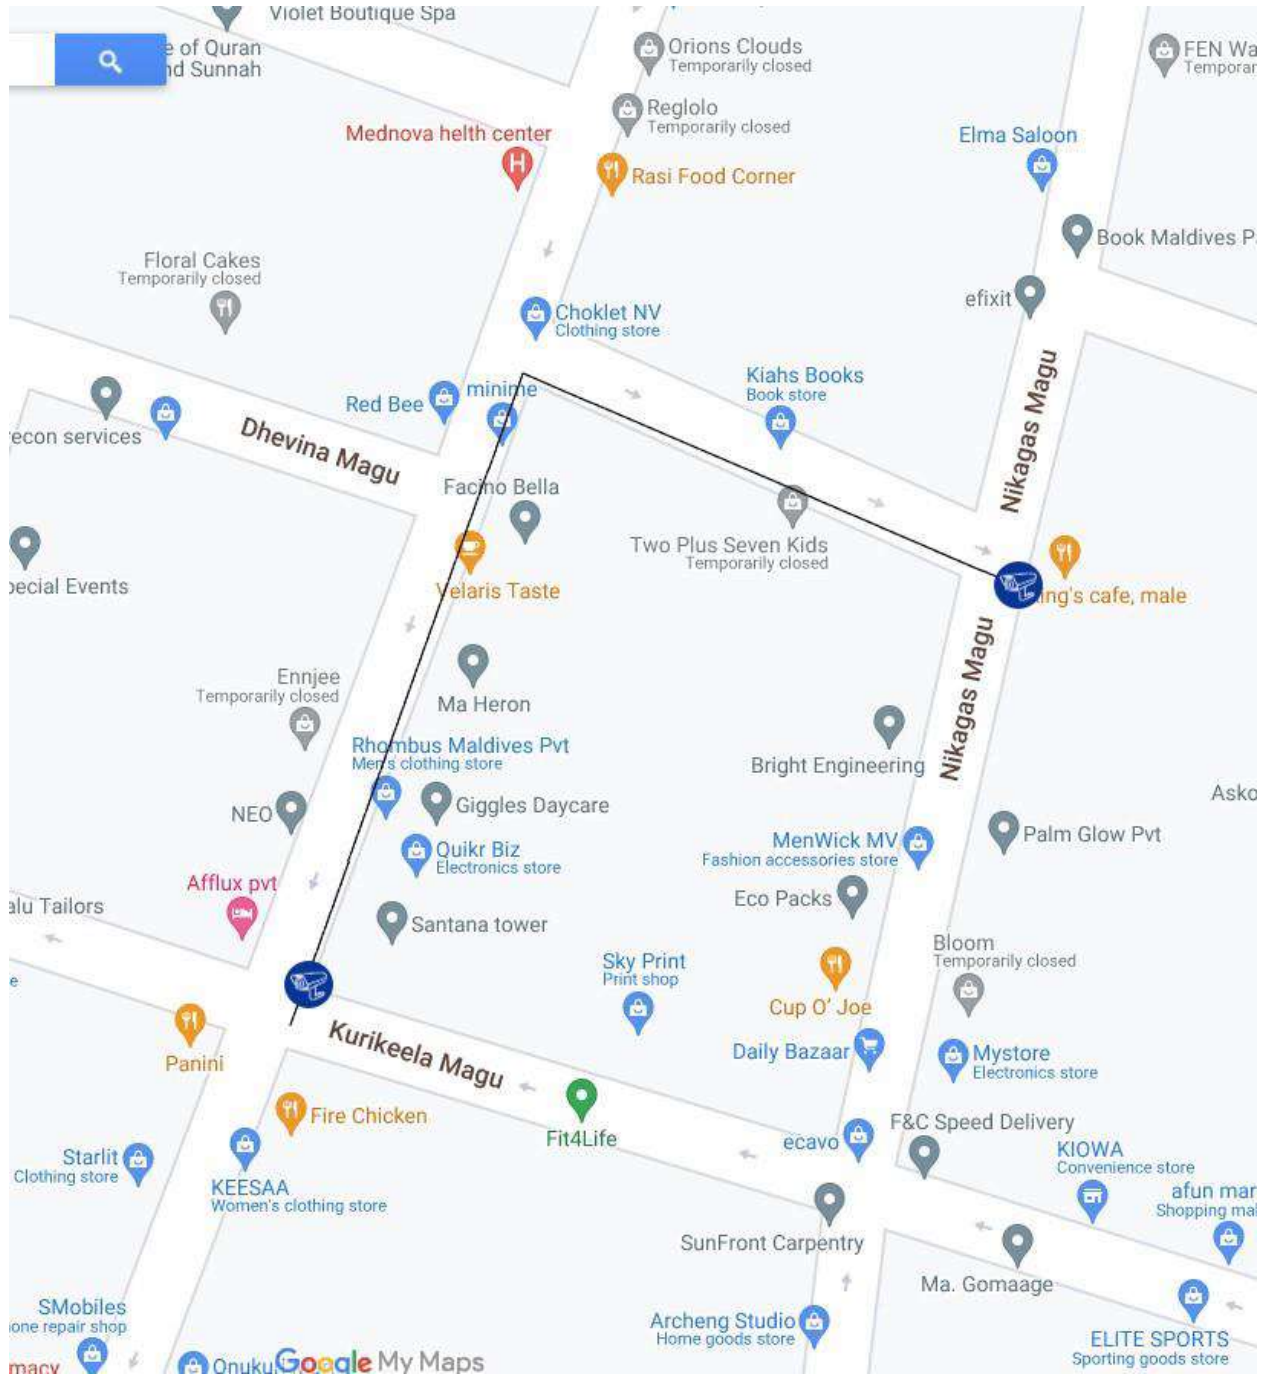 Violet Boutique Spa
e of Quran
nd Sunnah
Orions Clouds
Temporarily closed
FEN Wa
Temporar
Reglolo
Temporarily closed
Mednova helth center
H
Rasi Food Corner
Elma Saloon
Book Maldives P
Floral Cakes
Temporarily closed
efixit
Choklet NV
Clothing store
Kiahs Books
Book store
minime
Red Bee
recon services
Dhevina Magu
Nikagas Magu
Facino Bella
Two Plus Seven Kids
Temporarily closed
pecial Events
Velaris Taste
ing's cafe, male
Nikagas Magu
Ennjee
Temporarily closed
Ma Heron
Rhombus Maldives Pvt
Men's clothing store
Bright Engineering
NEO
Giggles Daycare
Asko
Quikr Biz
Electronics store
MenWick MV
Fashion accessories store
Palm Glow Pvt
Afflux pvt
Eco Packs
alu Tailors
Santana tower
Bloom
Temporarily closed
Sky Print
Print shop
e
Cup O' Joe
Kurikeela Magu
Daily Bazaar
Mystore
Electronics store
Panini
Fire Chicken
Fit4Life
F&C Speed Delivery
ecavo
KIOWA
Convenience store
Starlit
Clothing store
KEESAA
Women's clothing store
afun mar
Shopping mal
SunFront Carpentry
Ma. Gomaage
SMobiles
one repair shop
Archeng Studio
Home goods store
ELITE SPORTS
Sporting goods store
macy
Onuku
Google My Maps